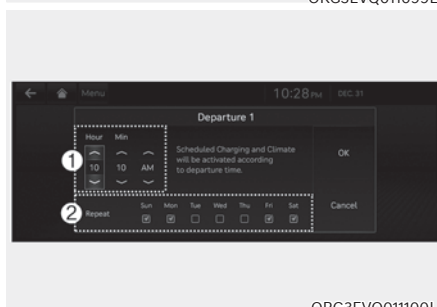 Menu 10:28 PM DEC. 31
Departure 1
Hour Min
1
10 10 AM
Scheduled Charging and Climate
will be activated according
to departure time.
OK
2
Repeat Sun Mon Tue Wed Thu Fri Sat
Cancel